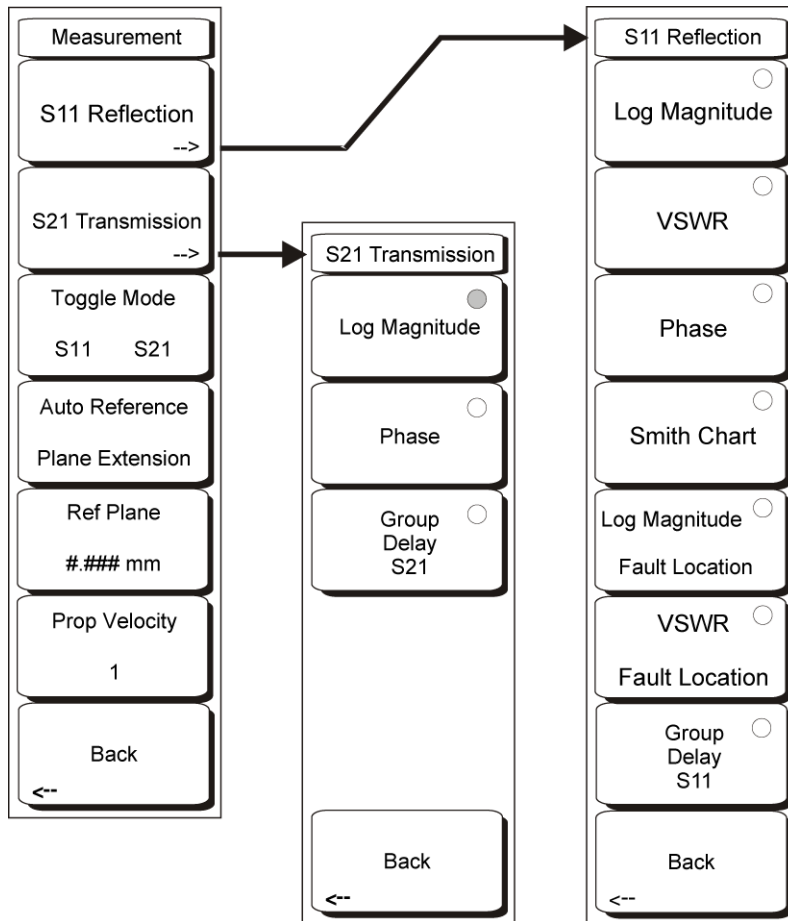 Measurement
S11 Reflection
-->
S21 Transmission
-->
Toggle Mode
S11 S21
Auto Reference
Plane Extension
Ref Plane
#.### mm
Prop Velocity
1
Back
<--
S21 Transmission
Log Magnitude
Phase
Group
Delay
S21
Back
<--
S11 Reflection
Log Magnitude
VSWR
Phase
Smith Chart
Log Magnitude
Fault Location
VSWR
Fault Location
Group
Delay
S11
Back
<--